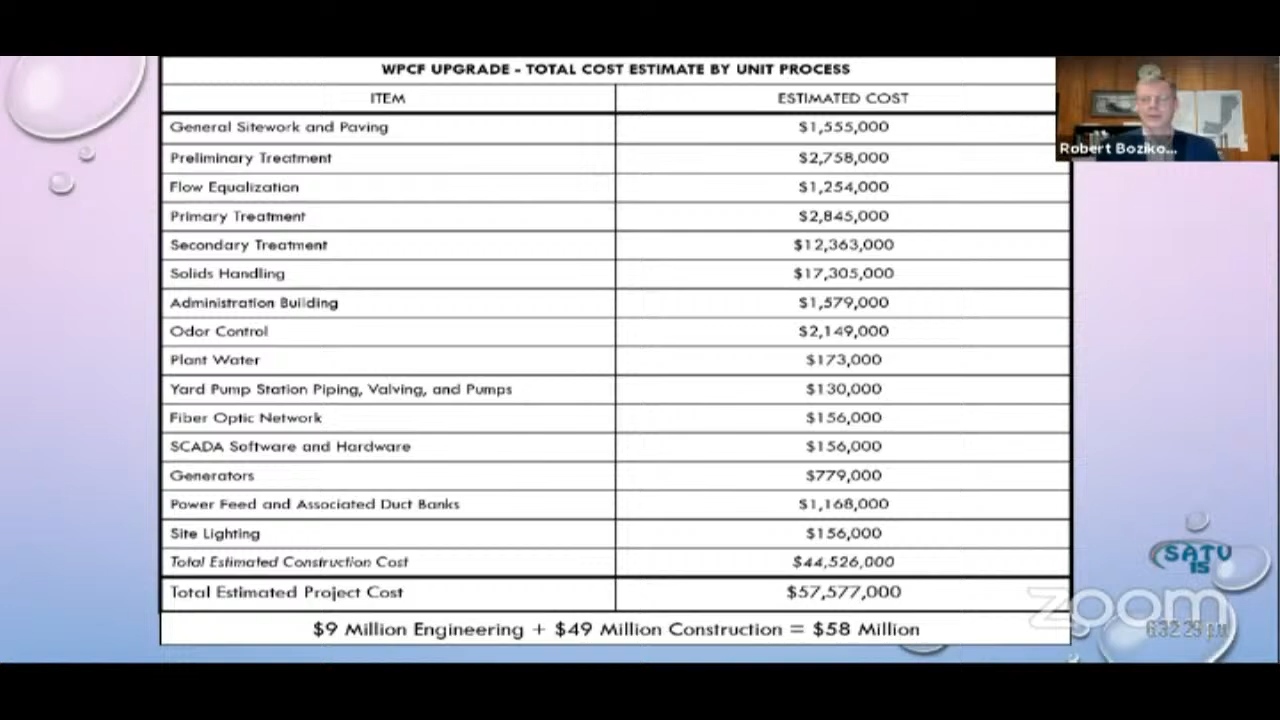 WPCF UPGRADE - TOTAL COST ESTIMATE BY UNIT PROCESS
ITEM ESTIMATED COST
General Sitework and Paving $1,555,000
Preliminary Treatment $2,758,000
Flow Equalization $1,254,000
Primary Treatment $2,845,000
Secondary Treatment $12,363,000
Solids Handling $17,305,000
Administration Building $1,579,000
Odor Control $2,149,000
Plant Water $173,000
Yard Pump Station Piping, Valving, and Pumps $130,000
Fiber Optic Network $156,000
SCADA Software and Hardware $156,000
Generators $779,000
Power Feed and Associated Duct Banks $1,168,000
Site Lighting $156,000
Total Estimated Construction Cost $44,526,000
Total Estimated Project Cost $57,577,000
$9 Million Engineering + $49 Million Construction = $58 Million
Robert Boziko...
SATV
15
zoom
6:32:29 p.m